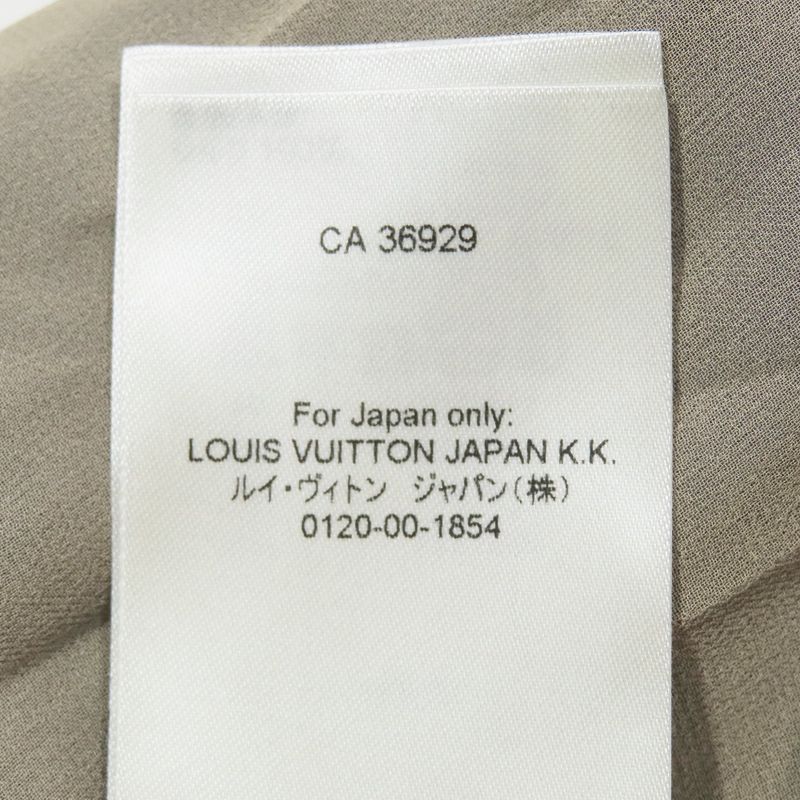 CA 36929
For Japan only:
LOUIS VUITTON JAPAN K.K.
ルイ・ヴィトン　ジャパン(株)
0120-00-1854